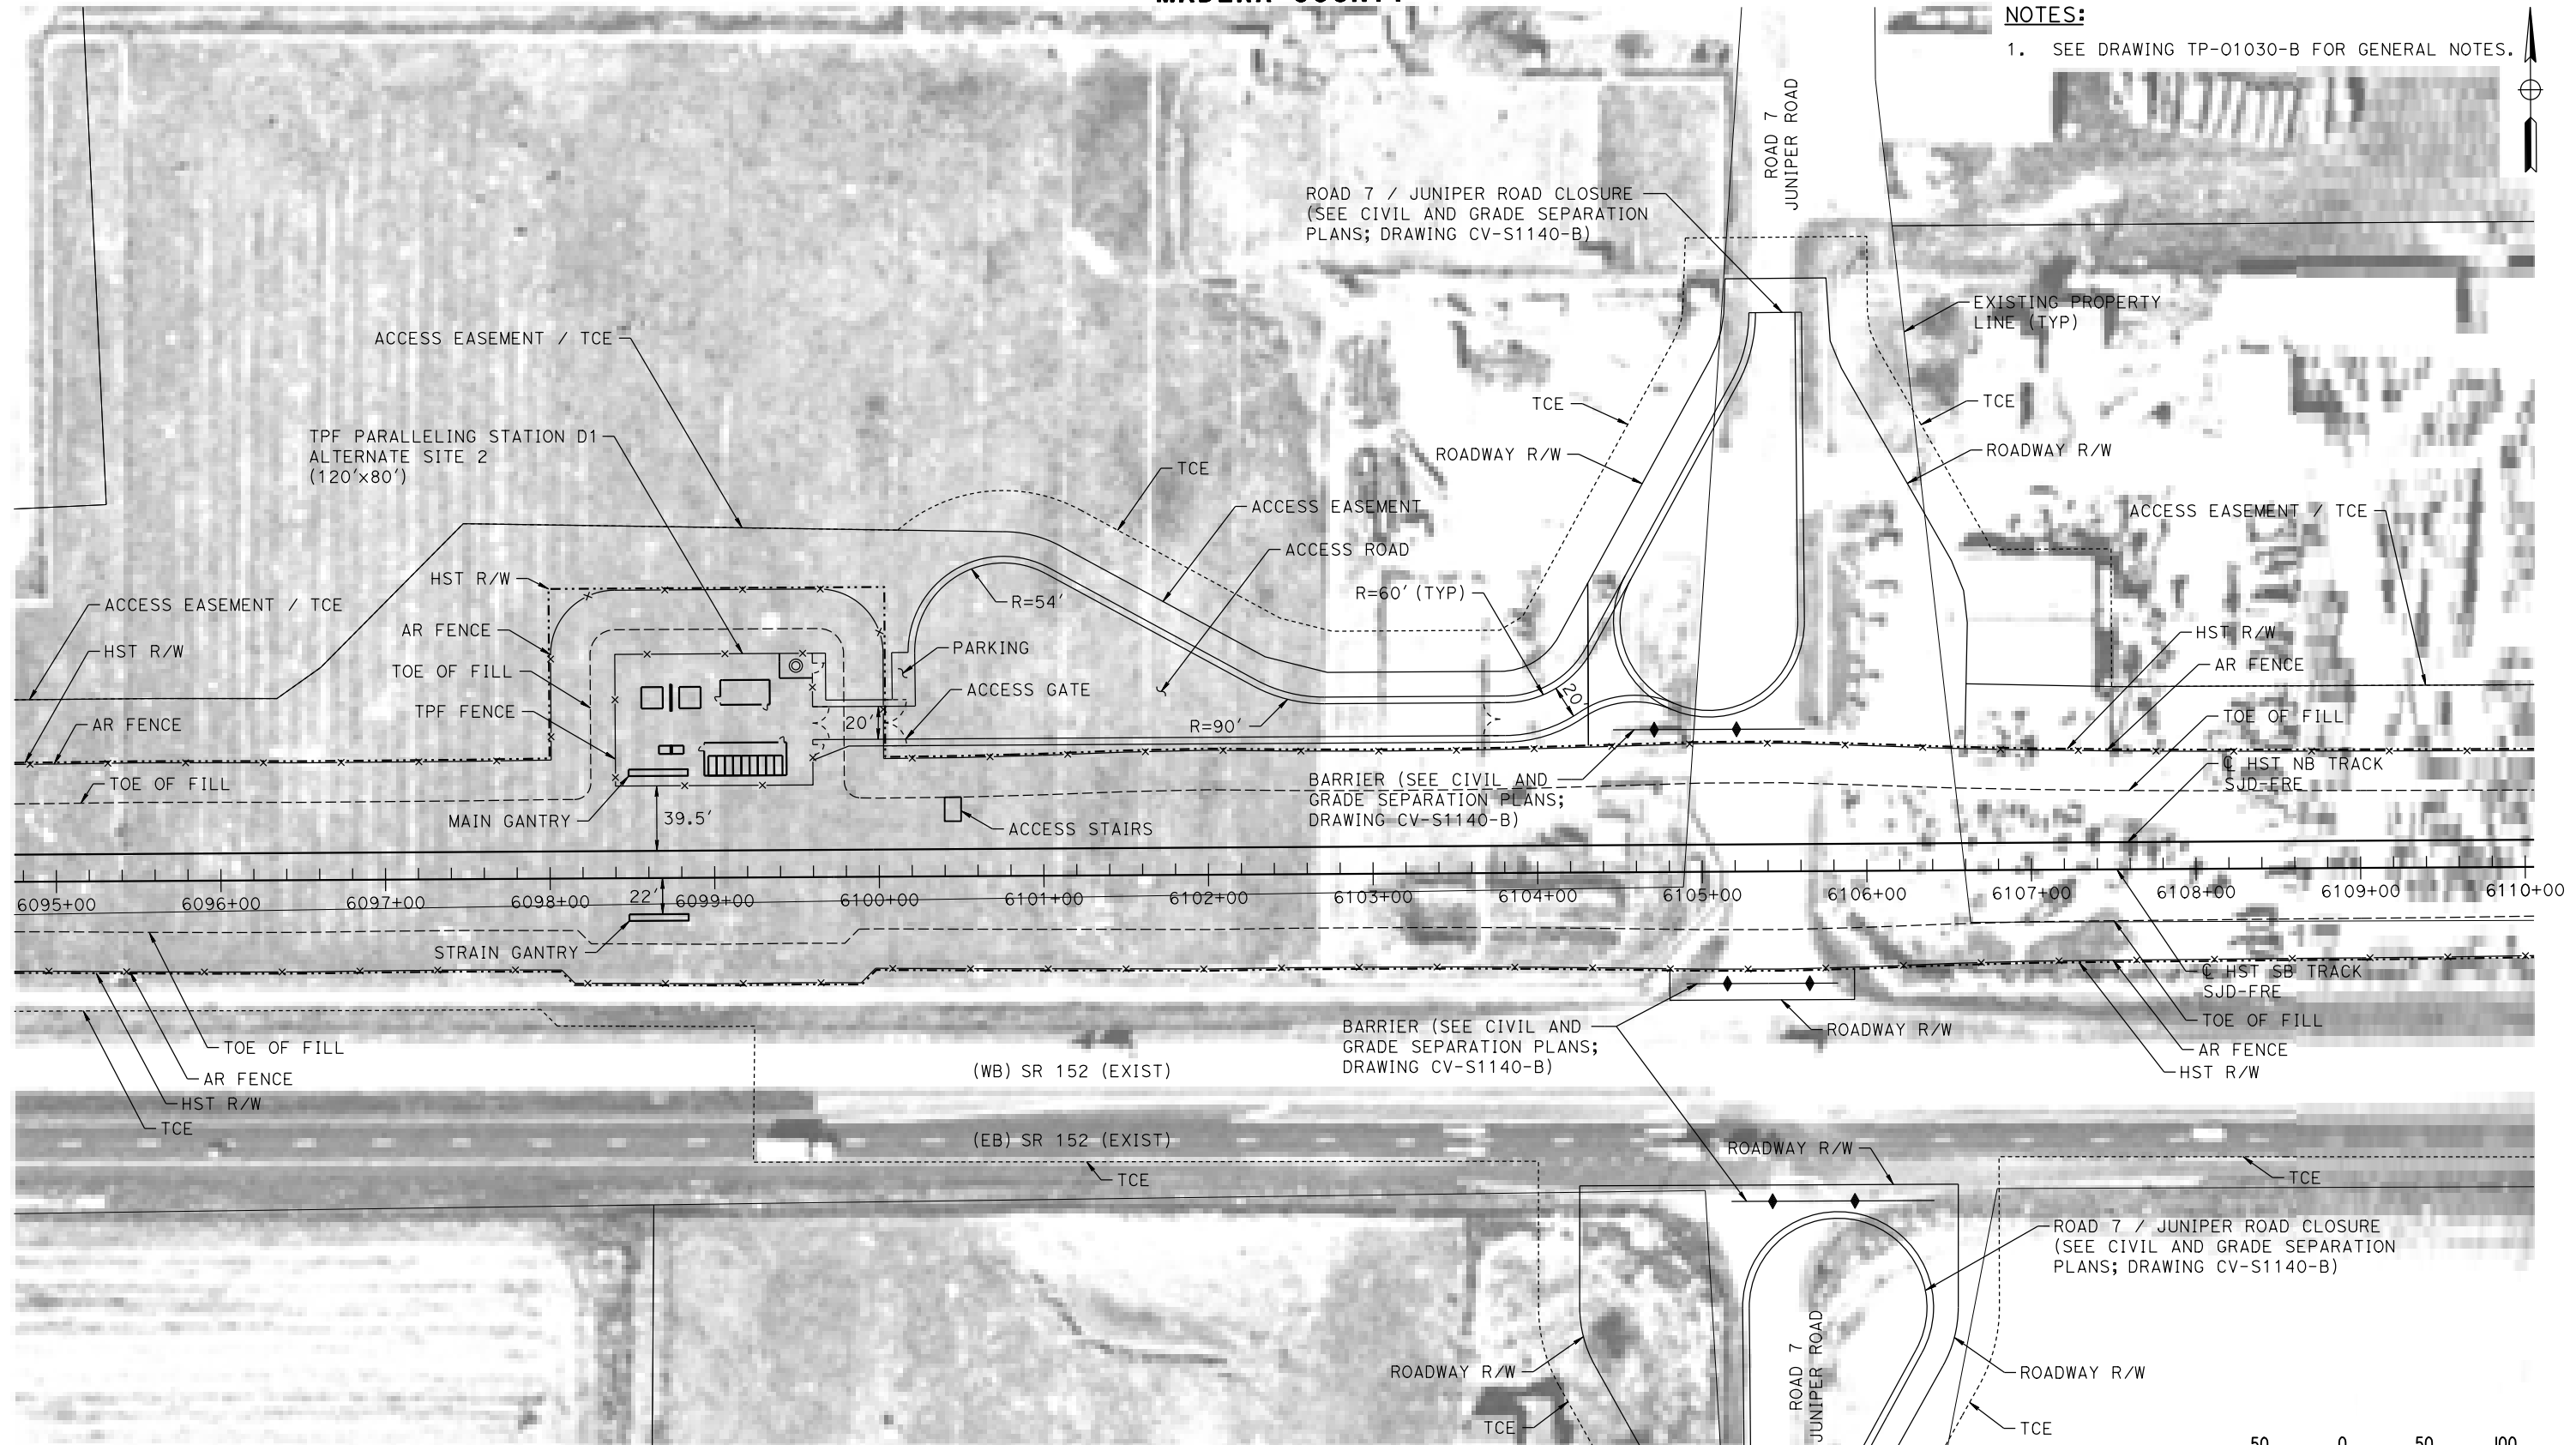 NOTES:
1. SEE DRAWING TP-01030-B FOR GENERAL NOTES.
ROAD 7
JUNIPER ROAD
ROAD 7 / JUNIPER ROAD CLOSURE
(SEE CIVIL AND GRADE SEPARATION
PLANS; DRAWING CV-S1140-B)
EXISTING PROPERTY
LINE (TYP)
ACCESS EASEMENT / TCE
TCE
TCE
TPF PARALLELING STATION D1
ALTERNATE SITE 2
(120'x80')
ROADWAY R/W
ROADWAY R/W
TCE
ACCESS EASEMENT
ACCESS EASEMENT / TCE
ACCESS ROAD
HST R/W
R=60' (TYP)
R=54'
ACCESS EASEMENT / TCE
AR FENCE
HST R/W
HST R/W
PARKING
AR FENCE
TOE OF FILL
ACCESS GATE
20'
TPF FENCE
TOE OF FILL
AR FENCE
20'
R=90'
℄ HST NB TRACK
SJD-FRE
TOE OF FILL
BARRIER (SEE CIVIL AND
GRADE SEPARATION PLANS;
DRAWING CV-S1140-B)
MAIN GANTRY
39.5'
ACCESS STAIRS
22'
6095+00 6096+00 6097+00 6098+00 6099+00 6100+00 6101+00 6102+00 6103+00 6104+00 6105+00 6106+00 6107+00 6108+00 6109+00 6110+00
STRAIN GANTRY
℄ HST SB TRACK
SJD-FRE
TOE OF FILL
BARRIER (SEE CIVIL AND
GRADE SEPARATION PLANS;
DRAWING CV-S1140-B)
ROADWAY R/W
TOE OF FILL
AR FENCE
HST R/W
AR FENCE
HST R/W
TCE
(WB) SR 152 (EXIST)
(EB) SR 152 (EXIST)
ROADWAY R/W
TCE
TCE
ROAD 7 / JUNIPER ROAD CLOSURE
(SEE CIVIL AND GRADE SEPARATION
PLANS; DRAWING CV-S1140-B)
ROADWAY R/W
ROAD 7
JUNIPER ROAD
ROADWAY R/W
TCE
TCE
50 0 50 100